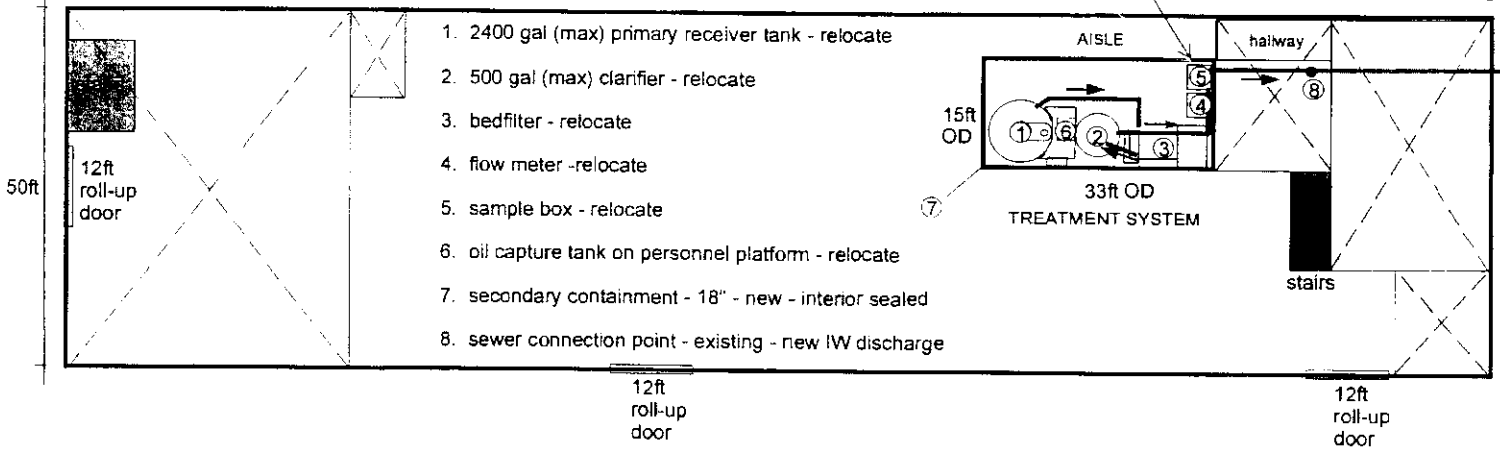 1. 2400 gal (max) primary receiver tank - relocate
2. 500 gal (max) clarifier - relocate
3. bedfilter - relocate
4. flow meter -relocate
5. sample box - relocate
6. oil capture tank on personnel platform - relocate
7. secondary containment - 18" - new - interior sealed
8. sewer connection point - existing - new IW discharge
50ft
12ft
roll-up
door
AISLE
hallway
15ft
OD
1
6
2
3
4
5
8
7
33ft OD
TREATMENT SYSTEM
stairs
12ft
roll-up
door
12ft
roll-up
door